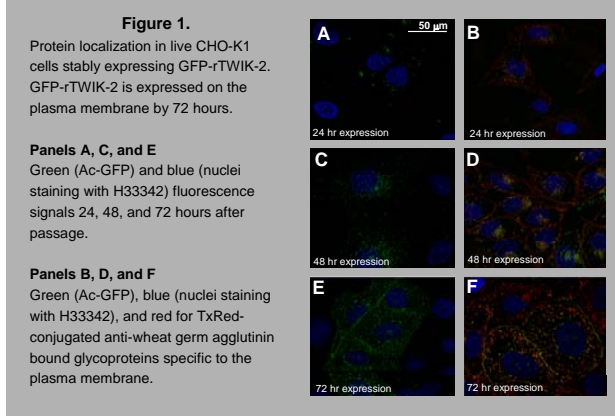 Figure 1.
Protein localization in live CHO-K1
cells stably expressing GFP-rTWIK-2.
GFP-rTWIK-2 is expressed on the
plasma membrane by 72 hours.
Panels A, C, and E
Green (Ac-GFP) and blue (nuclei
staining with H33342) fluorescence
signals 24, 48, and 72 hours after
passage.
Panels B, D, and F
Green (Ac-GFP), blue (nuclei staining
with H33342), and red for TxRed-
conjugated anti-wheat germ agglutinin
bound glycoproteins specific to the
plasma membrane.
A
50 µm
24 hr expression
B
24 hr expression
C
48 hr expression
D
48 hr expression
E
72 hr expression
F
72 hr expression